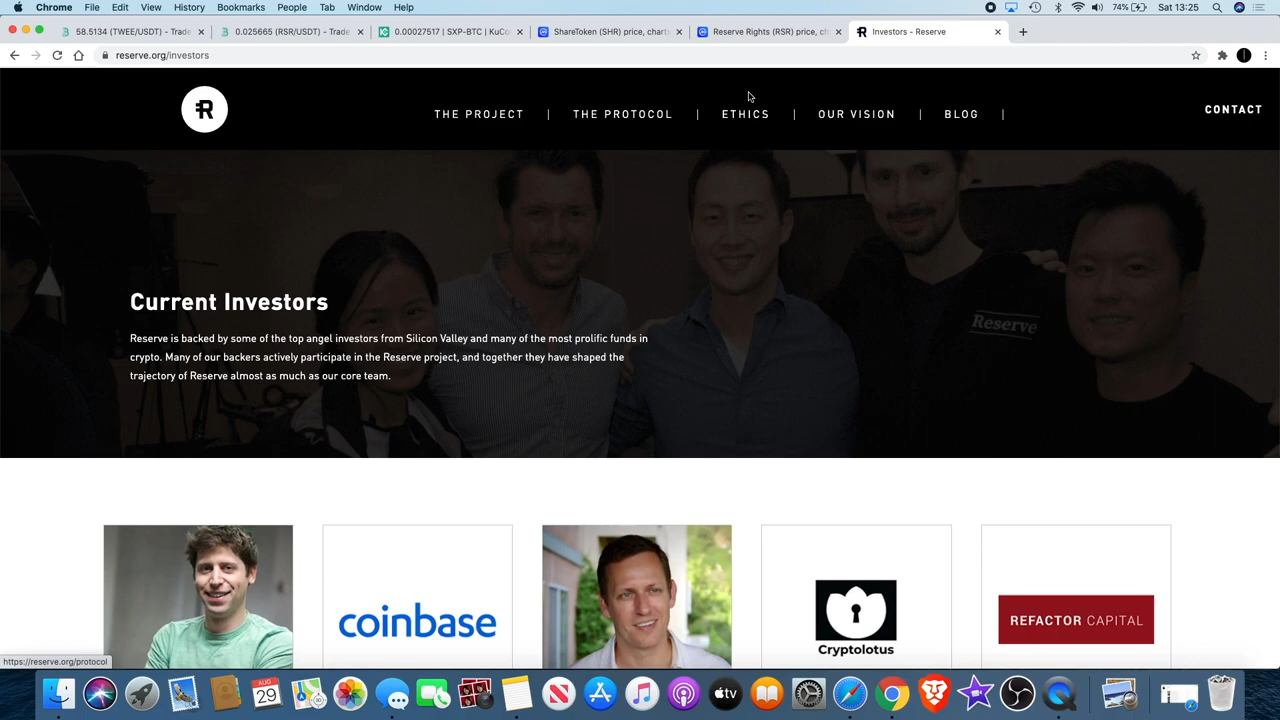 Chrome File Edit View History Bookmarks People Tab Window Help 74% Sat 13:25
58.5134 (TWEE/USDT) - Trade
0.025665 (RSR/USDT) - Trade
0.00027517 | SXP-BTC | KuCo
ShareToken (SHR) price, chart
Reserve Rights (RSR) price, ch
Investors - Reserve
reserve.org/investors
THE PROJECT | THE PROTOCOL | ETHICS | OUR VISION | BLOG | CONTACT
Reserve
Current Investors
Reserve is backed by some of the top angel investors from Silicon Valley and many of the most prolific funds in
crypto. Many of our backers actively participate in the Reserve project, and together they have shaped the
trajectory of Reserve almost as much as our core team.
coinbase
Cryptolotus
REFACTOR CAPITAL
https://reserve.org/protocol
AUG
29
tv